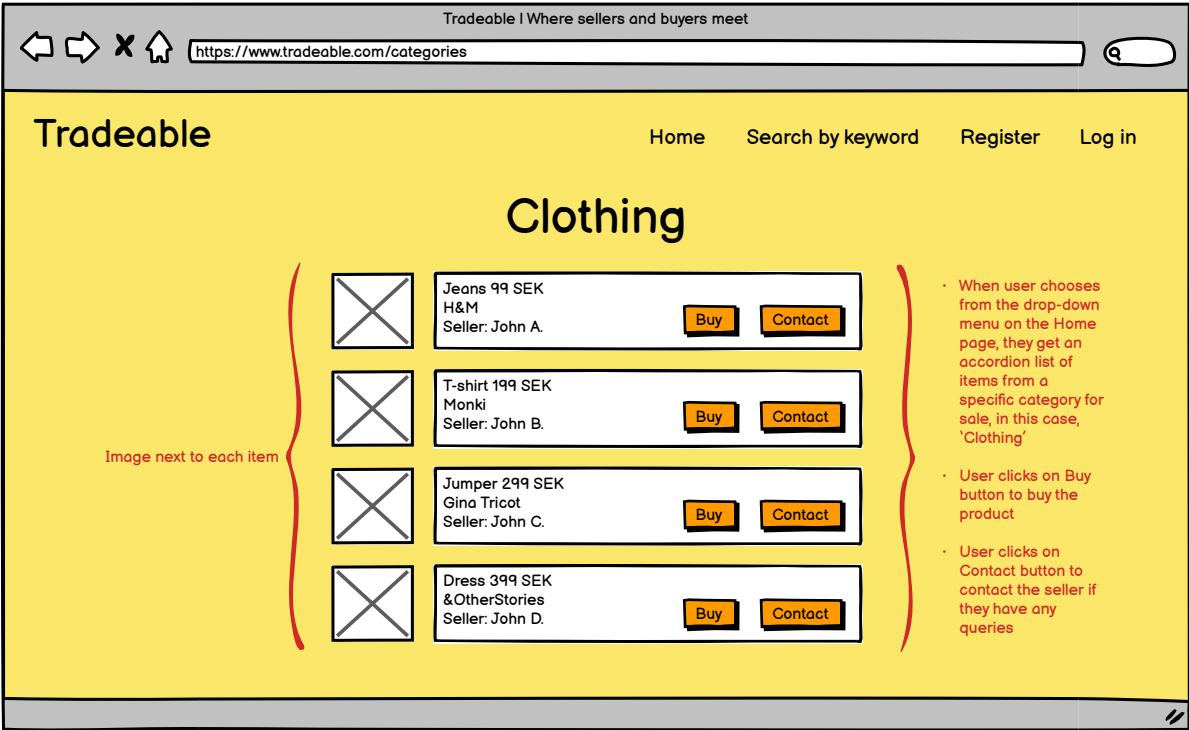 Tradeable | Where sellers and buyers meet
https://www.tradeable.com/categories
Tradeable
Home
Search by keyword
Register
Log in
Clothing
Jeans 99 SEK
H&M
Seller: John A.
Buy
Contact
T-shirt 199 SEK
Monki
Seller: John B.
Buy
Contact
Jumper 299 SEK
Gina Tricot
Seller: John C.
Buy
Contact
Dress 399 SEK
&OtherStories
Seller: John D.
Buy
Contact
Image next to each item
· When user chooses
from the drop-down
menu on the Home
page, they get an
accordion list of
items from a
specific category for
sale, in this case,
‘Clothing’
· User clicks on Buy
button to buy the
product
· User clicks on
Contact button to
contact the seller if
they have any
queries